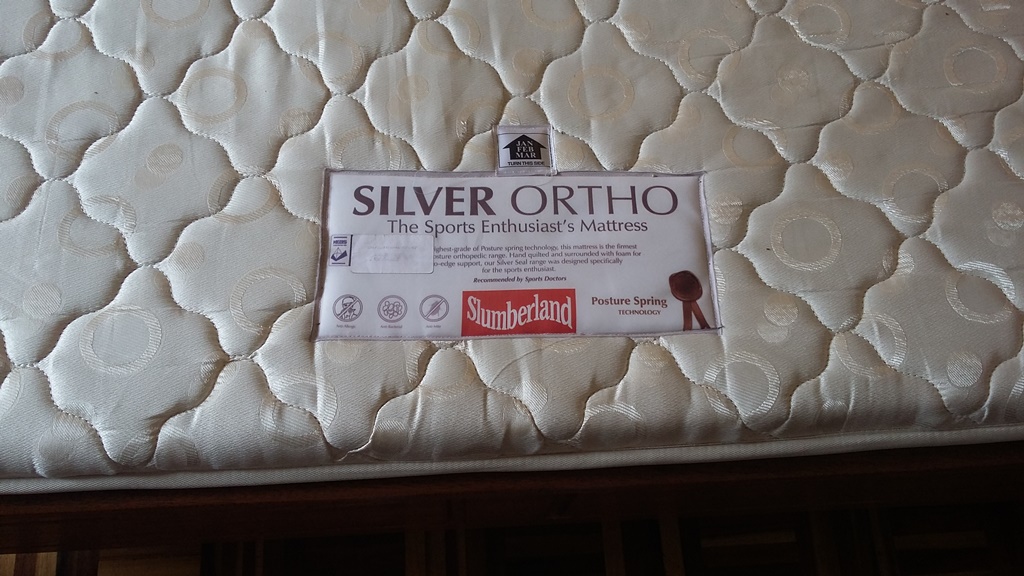 JAN
FEB
MAR
TURN THIS SIDE
SILVER ORTHO
The Sports Enthusiast's Mattress
ghest-grade of Posture spring technology, this mattress is the firmest
sture orthopedic range. Hand quilted and surrounded with foam for
o-edge support, our Silver Seal range was designed specifically
for the sports enthusiast.
Recommended by Sports Doctors
Slumberland
Posture Spring
TECHNOLOGY